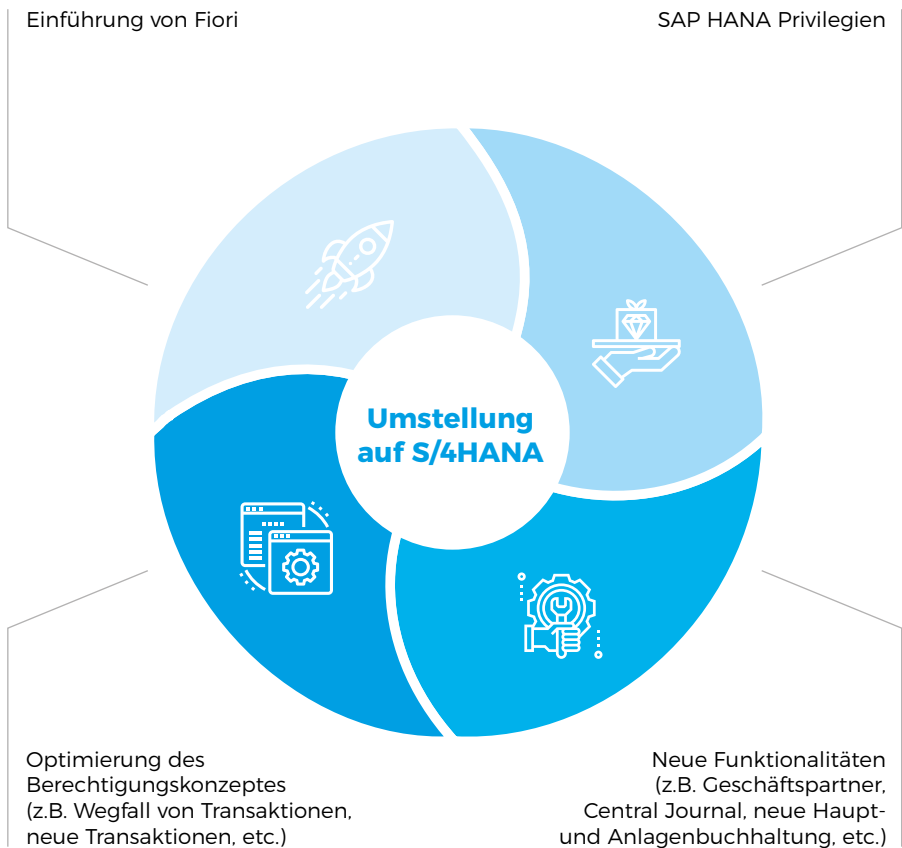 Einführung von Fiori
SAP HANA Privilegien
Umstellung
auf S/4HANA
Optimierung des
Berechtigungskonzeptes
(z.B. Wegfall von Transaktionen,
neue Transaktionen, etc.)
Neue Funktionalitäten
(z.B. Geschäftspartner,
Central Journal, neue Haupt-
und Anlagenbuchhaltung, etc.)